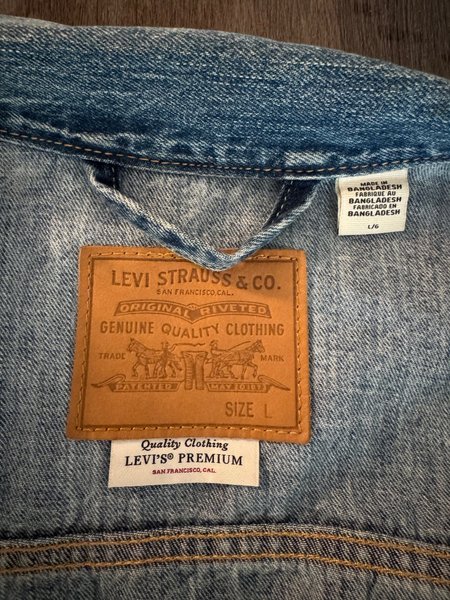 MADE IN
BANGLADESH
FABRIQUE AU
BANGLADESH
FABRICADO EN
BANGLADESH
L/G
LEVI STRAUSS & CO.
SAN FRANCISCO, CAL.
ORIGINAL RIVETED
GENUINE QUALITY CLOTHING
TRADE MARK
PATENTED MAY 20 1873
SIZE L
Quality Clothing
LEVI'S® PREMIUM
SAN FRANCISCO, CAL.